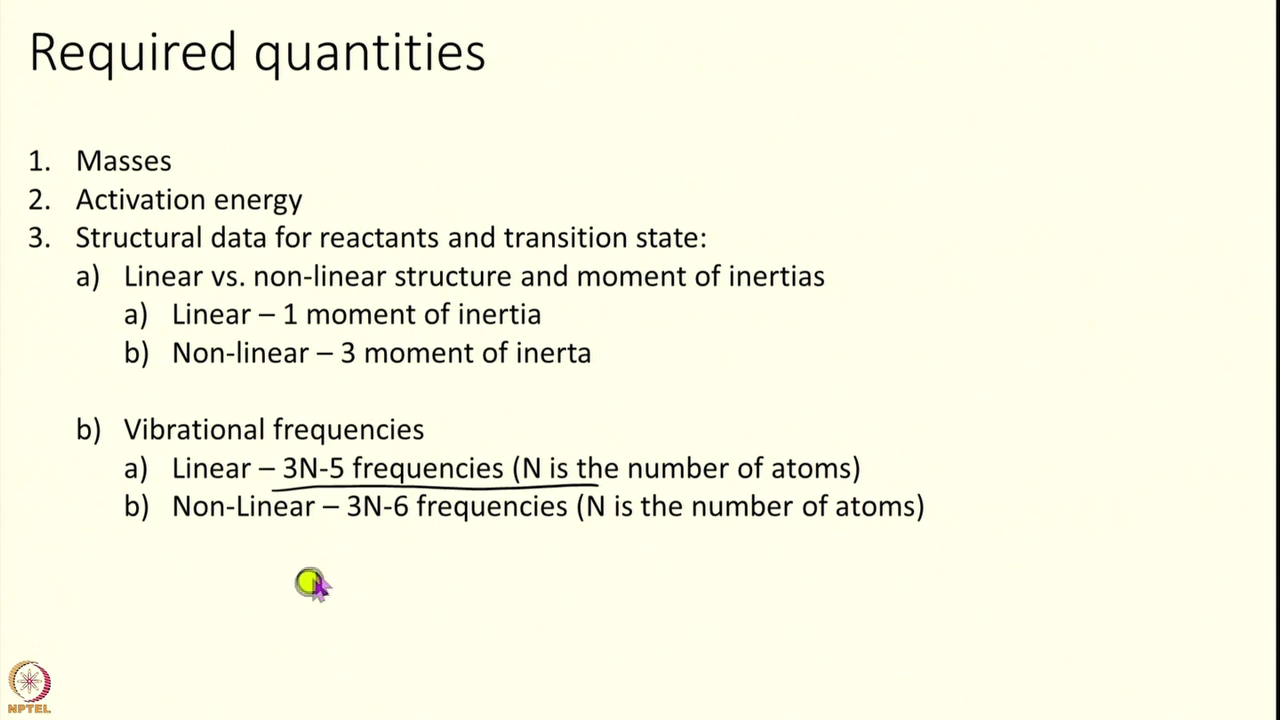 Required quantities
1. Masses
2. Activation energy
3. Structural data for reactants and transition state:
a) Linear vs. non-linear structure and moment of inertias
a) Linear – 1 moment of inertia
b) Non-linear – 3 moment of inerta
b) Vibrational frequencies
a) Linear – 3N-5 frequencies (N is the number of atoms)
b) Non-Linear – 3N-6 frequencies (N is the number of atoms)
NPTEL